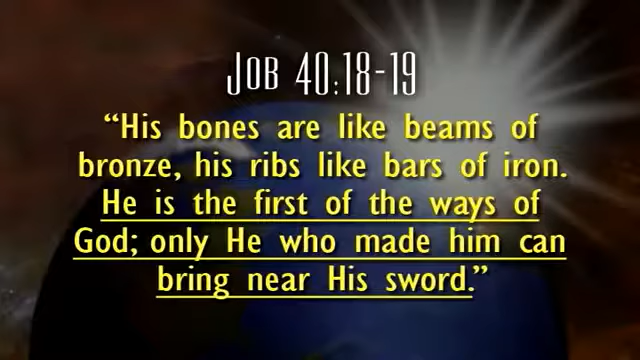 Job 40:18-19
“His bones are like beams of
bronze, his ribs like bars of iron.
He is the first of the ways of
God; only He who made him can
bring near His sword.”